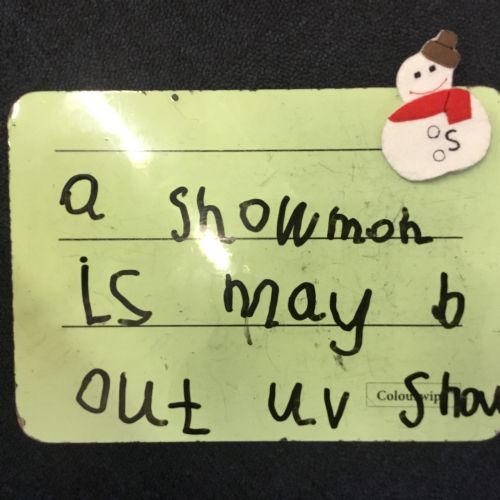 s
a snowman
is may b
out uv snow